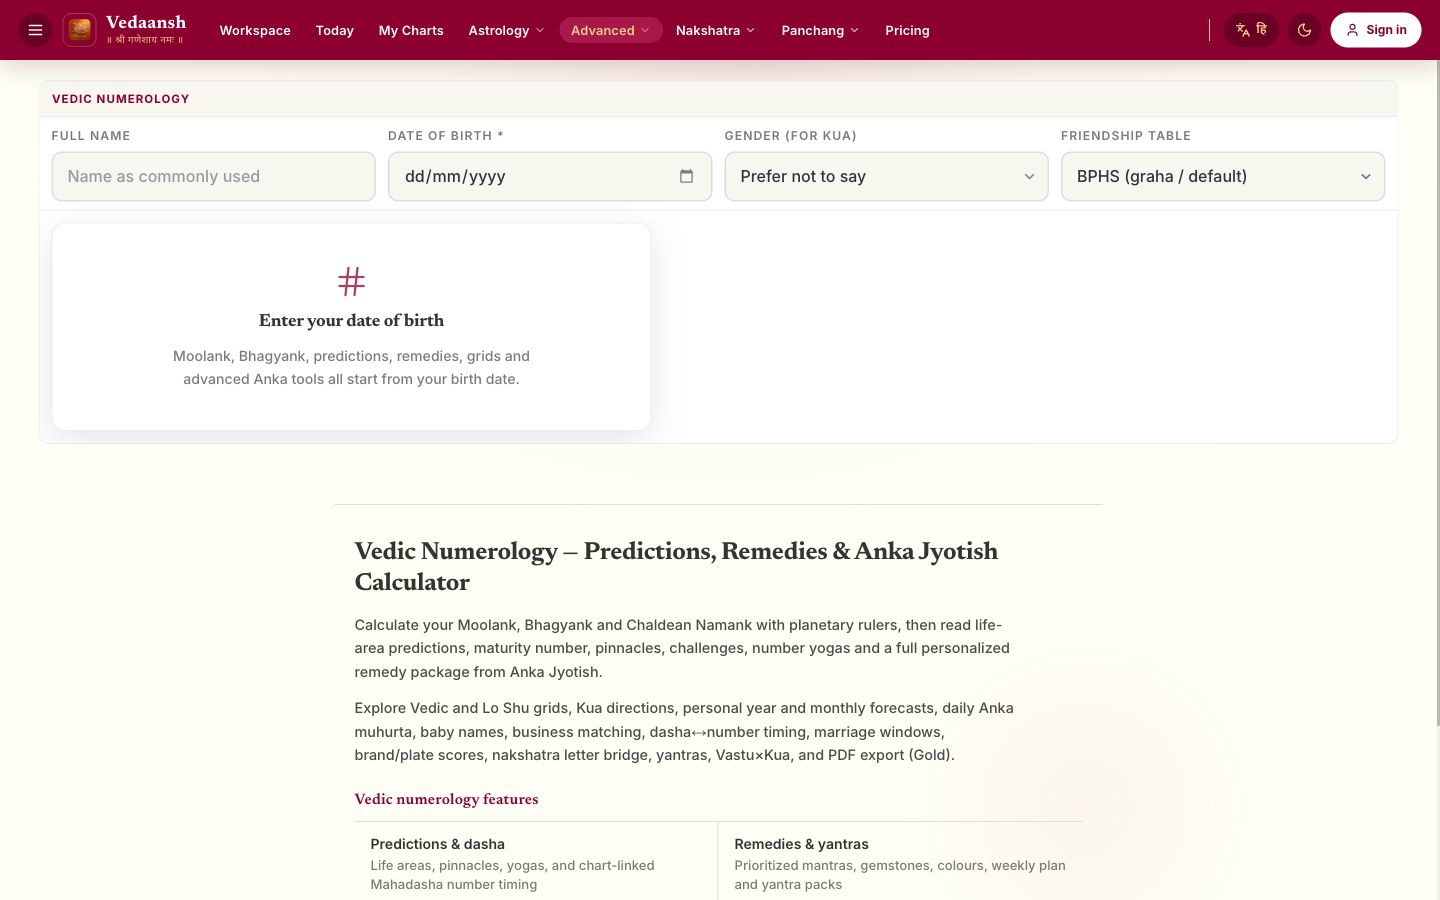 Vedaansh
॥ श्री गणेशाय नमः ॥
Workspace
Today
My Charts
Astrology
Advanced
Nakshatra
Panchang
Pricing
हि
Sign in
VEDIC NUMEROLOGY
FULL NAME
DATE OF BIRTH *
GENDER (FOR KUA)
FRIENDSHIP TABLE
Name as commonly used
dd/mm/yyyy
Prefer not to say
BPHS (graha / default)
Enter your date of birth
Moolank, Bhagyank, predictions, remedies, grids and
advanced Anka tools all start from your birth date.
Vedic Numerology — Predictions, Remedies & Anka Jyotish
Calculator
Calculate your Moolank, Bhagyank and Chaldean Namank with planetary rulers, then read life-
area predictions, maturity number, pinnacles, challenges, number yogas and a full personalized
remedy package from Anka Jyotish.
Explore Vedic and Lo Shu grids, Kua directions, personal year and monthly forecasts, daily Anka
muhurta, baby names, business matching, dasha↔number timing, marriage windows,
brand/plate scores, nakshatra letter bridge, yantras, Vastu×Kua, and PDF export (Gold).
Vedic numerology features
Predictions & dasha
Life areas, pinnacles, yogas, and chart-linked
Mahadasha number timing
Remedies & yantras
Prioritized mantras, gemstones, colours, weekly plan
and yantra packs